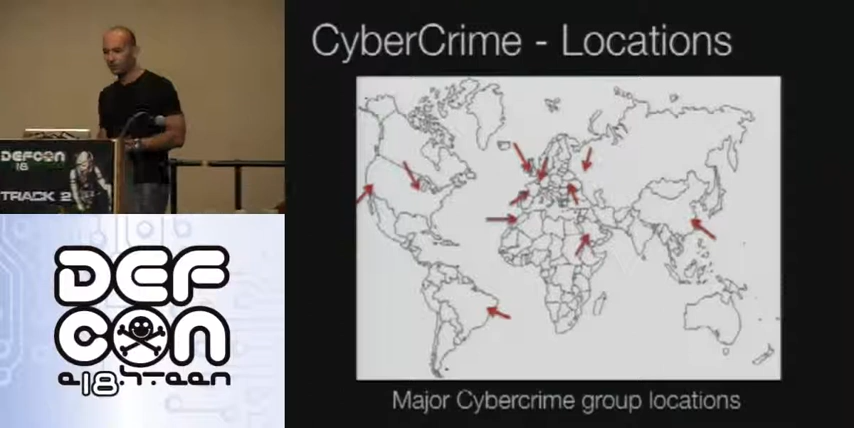 CyberCrime - Locations
DEFCON
18
TRACK 2
DEF
CON
e18hteen
Major Cybercrime group locations